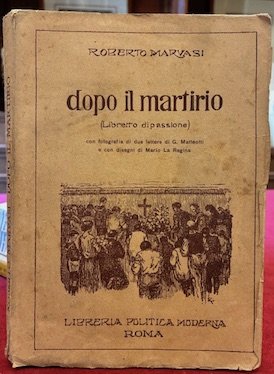 ROBERTO MARVASI
dopo il martirio
(Libretto di passione)
con fotografia di due lettere di G. Matteotti
e con disegni di Mario La Regina
LIBRERIA POLITICA MODERNA
ROMA
MARTIRIO